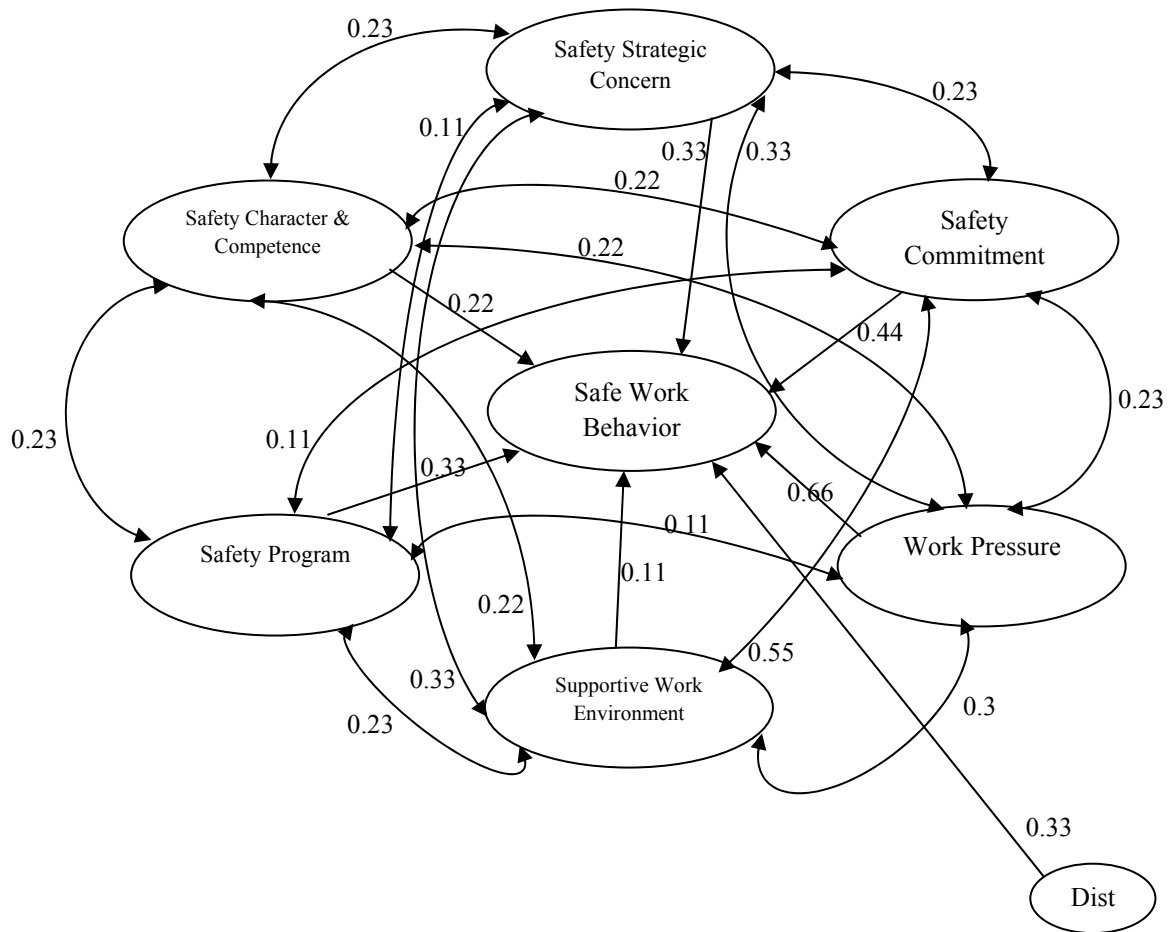 0.23
Safety Strategic
Concern
0.23
0.11
0.33
0.33
Safety Character &
Competence
0.22
Safety
Commitment
0.22
0.22
0.44
Safe Work
Behavior
0.23
0.23
0.11
0.33
0.66
Safety Program
0.11
Work Pressure
0.11
0.22
0.55
0.33
Supportive Work
Environment
0.23
0.3
0.33
Dist